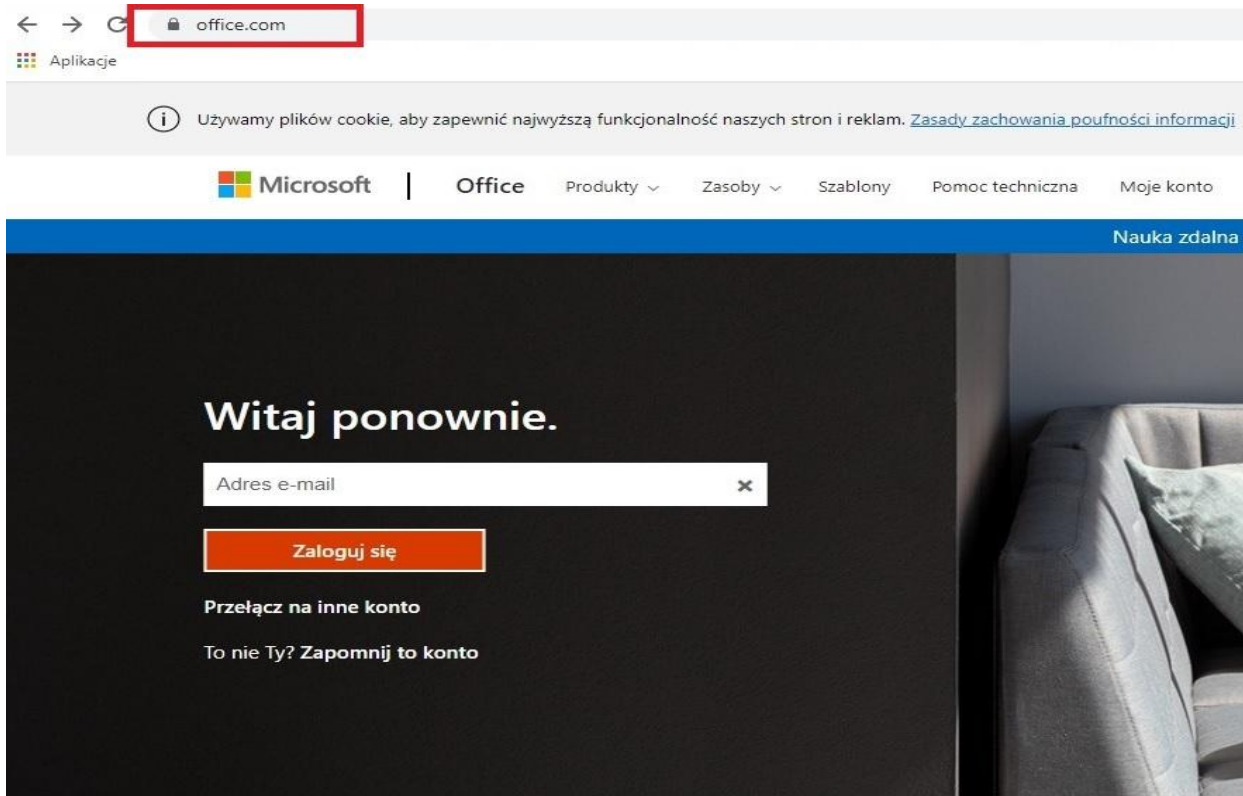 office.com
Aplikacje
Używamy plików cookie, aby zapewnić najwyższą funkcjonalność naszych stron i reklam. Zasady zachowania poufności informacji
Microsoft | Office Produkty Zasoby Szablony Pomoc techniczna Moje konto
Nauka zdalna
Witaj ponownie.
Adres e-mail
Zaloguj się
Przełącz na inne konto
To nie Ty? Zapomnij to konto